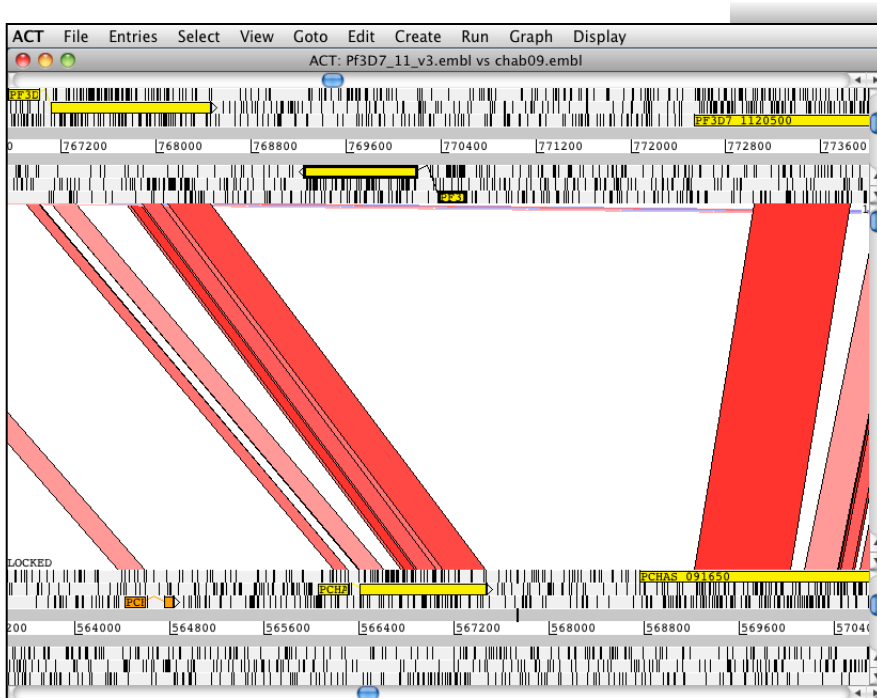 ACT File Entries Select View Goto Edit Create Run Graph Display
ACT: Pf3D7_11_v3.embl vs chab09.embl
PF3D
PF3D7_1120500
0 767200 768000 768800 769600 770400 771200 772000 772800 773600
PF3
1
LOCKED
PCHAS_091650
PCHA
PCH
200 564000 564800 565600 566400 567200 568000 568800 569600 5704